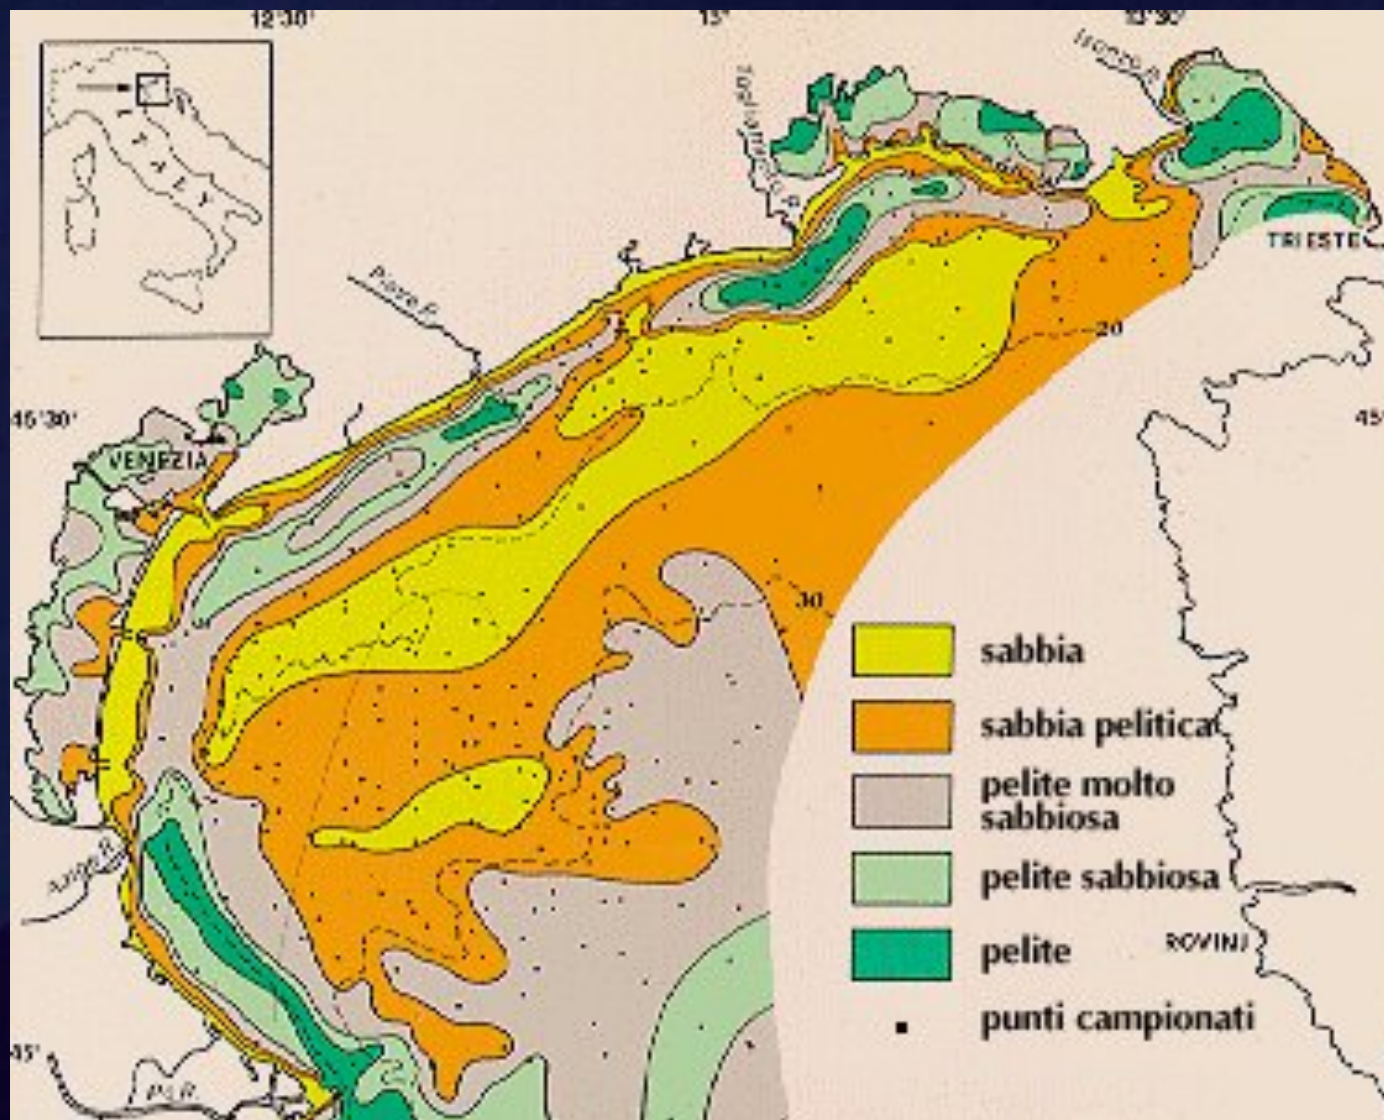 12°30'
13°
13°30'
Isonzo R.
ITALY
TRIESTE
Piave R.
20
45°30'
45°
VENEZIA
30
sabbia
sabbia pelitica
pelite molto
sabbiosa
pelite sabbiosa
Adige R.
pelite
ROVINJ
punti campionati
45°
Po R.